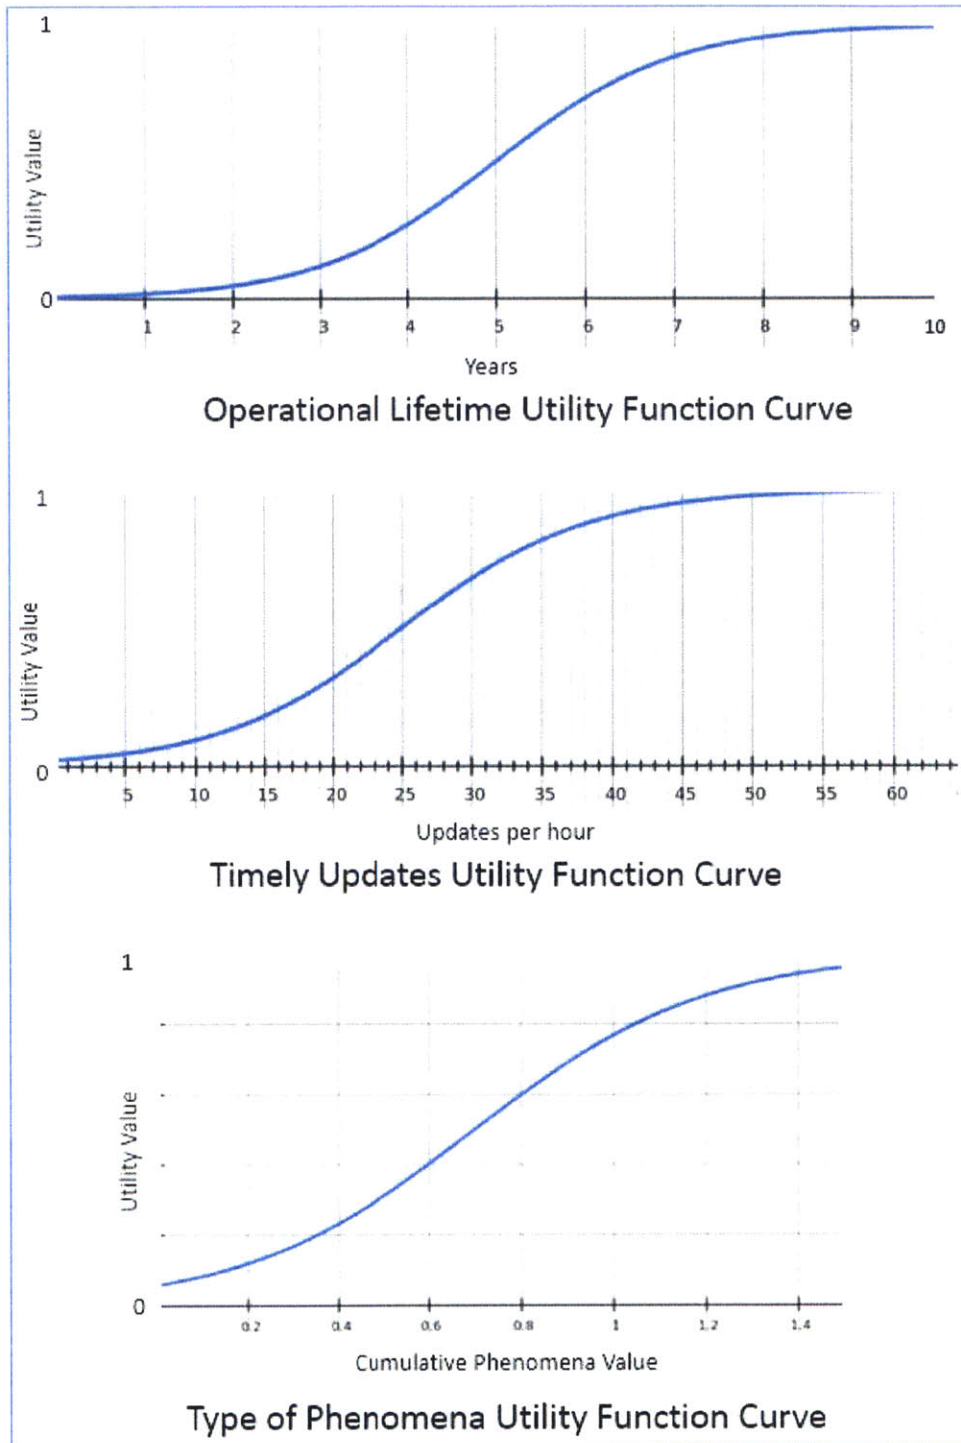 1
Utility Value
0
1 2 3 4 5 6 7 8 9 10
Years
Operational Lifetime Utility Function Curve
1
Utility Value
0
5 10 15 20 25 30 35 40 45 50 55 60
Updates per hour
Timely Updates Utility Function Curve
1
Utility Value
0
0.2 0.4 0.6 0.8 1 1.2 1.4
Cumulative Phenomena Value
Type of Phenomena Utility Function Curve